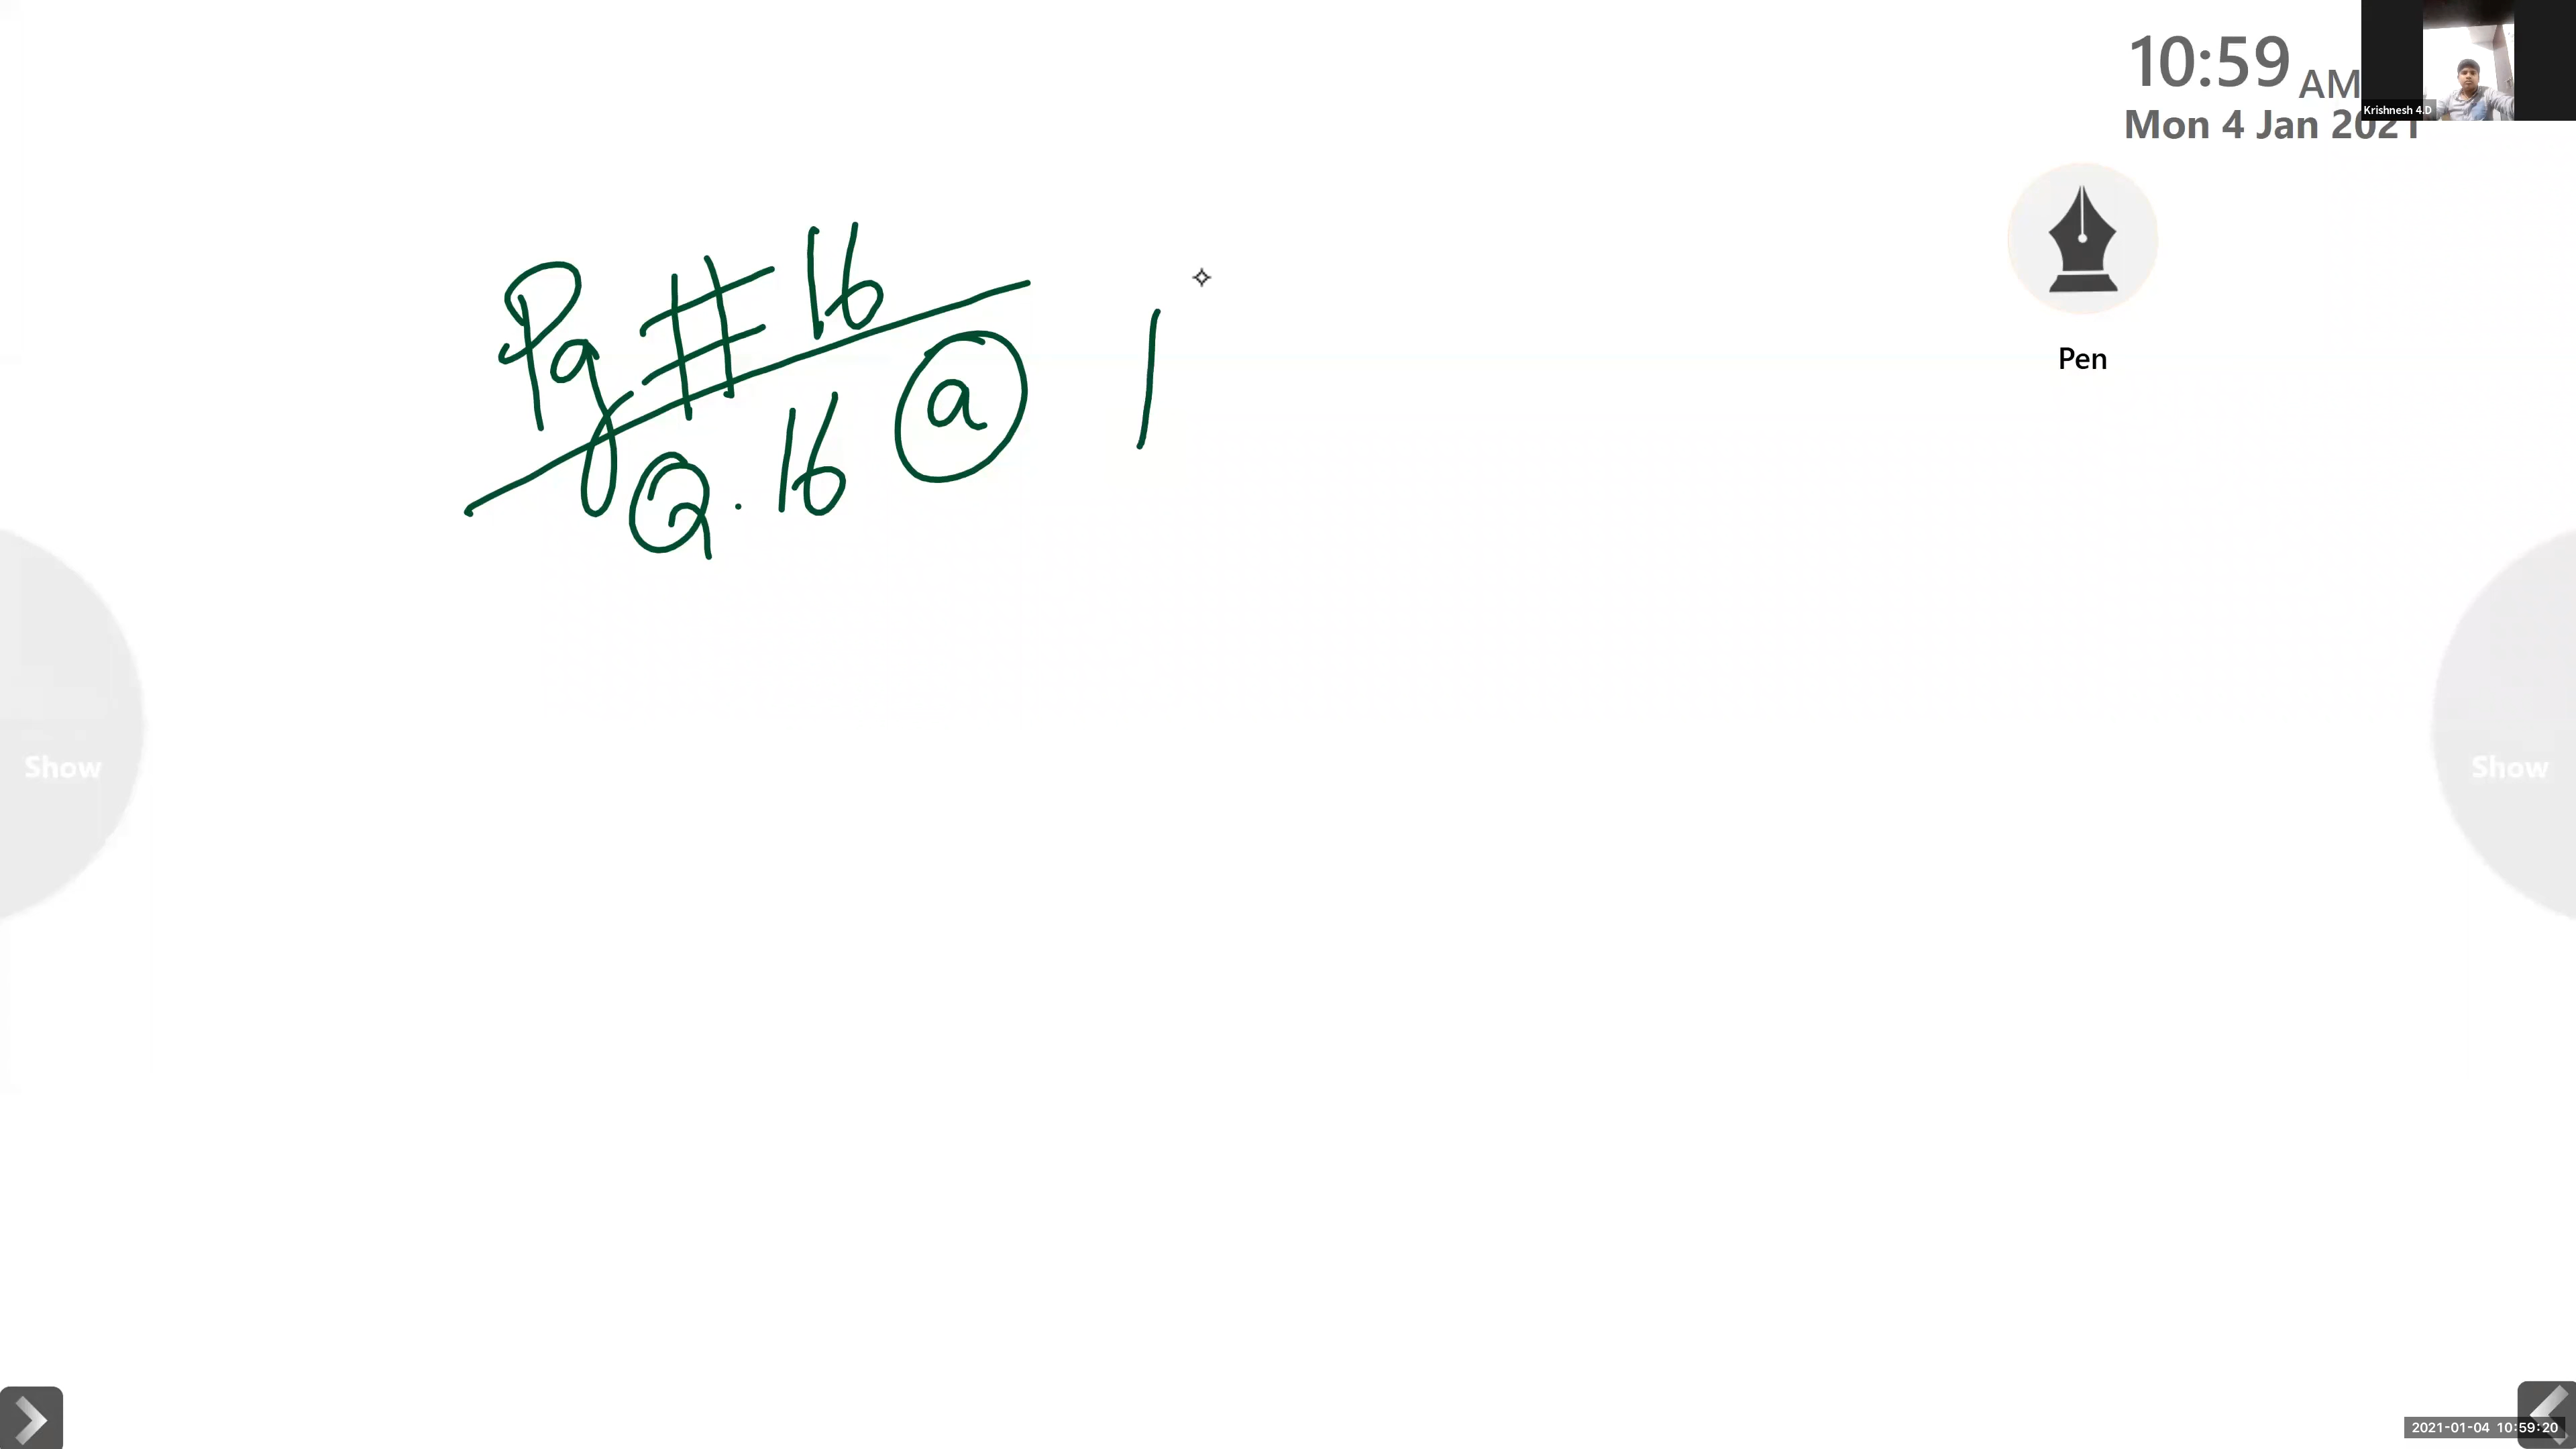 10:59 AM
Mon 4 Jan 2021
Krishnesh 4.D
Pen
Pg # 16
Q. 16 a 1
Show
Show
2021-01-04 10:59:20